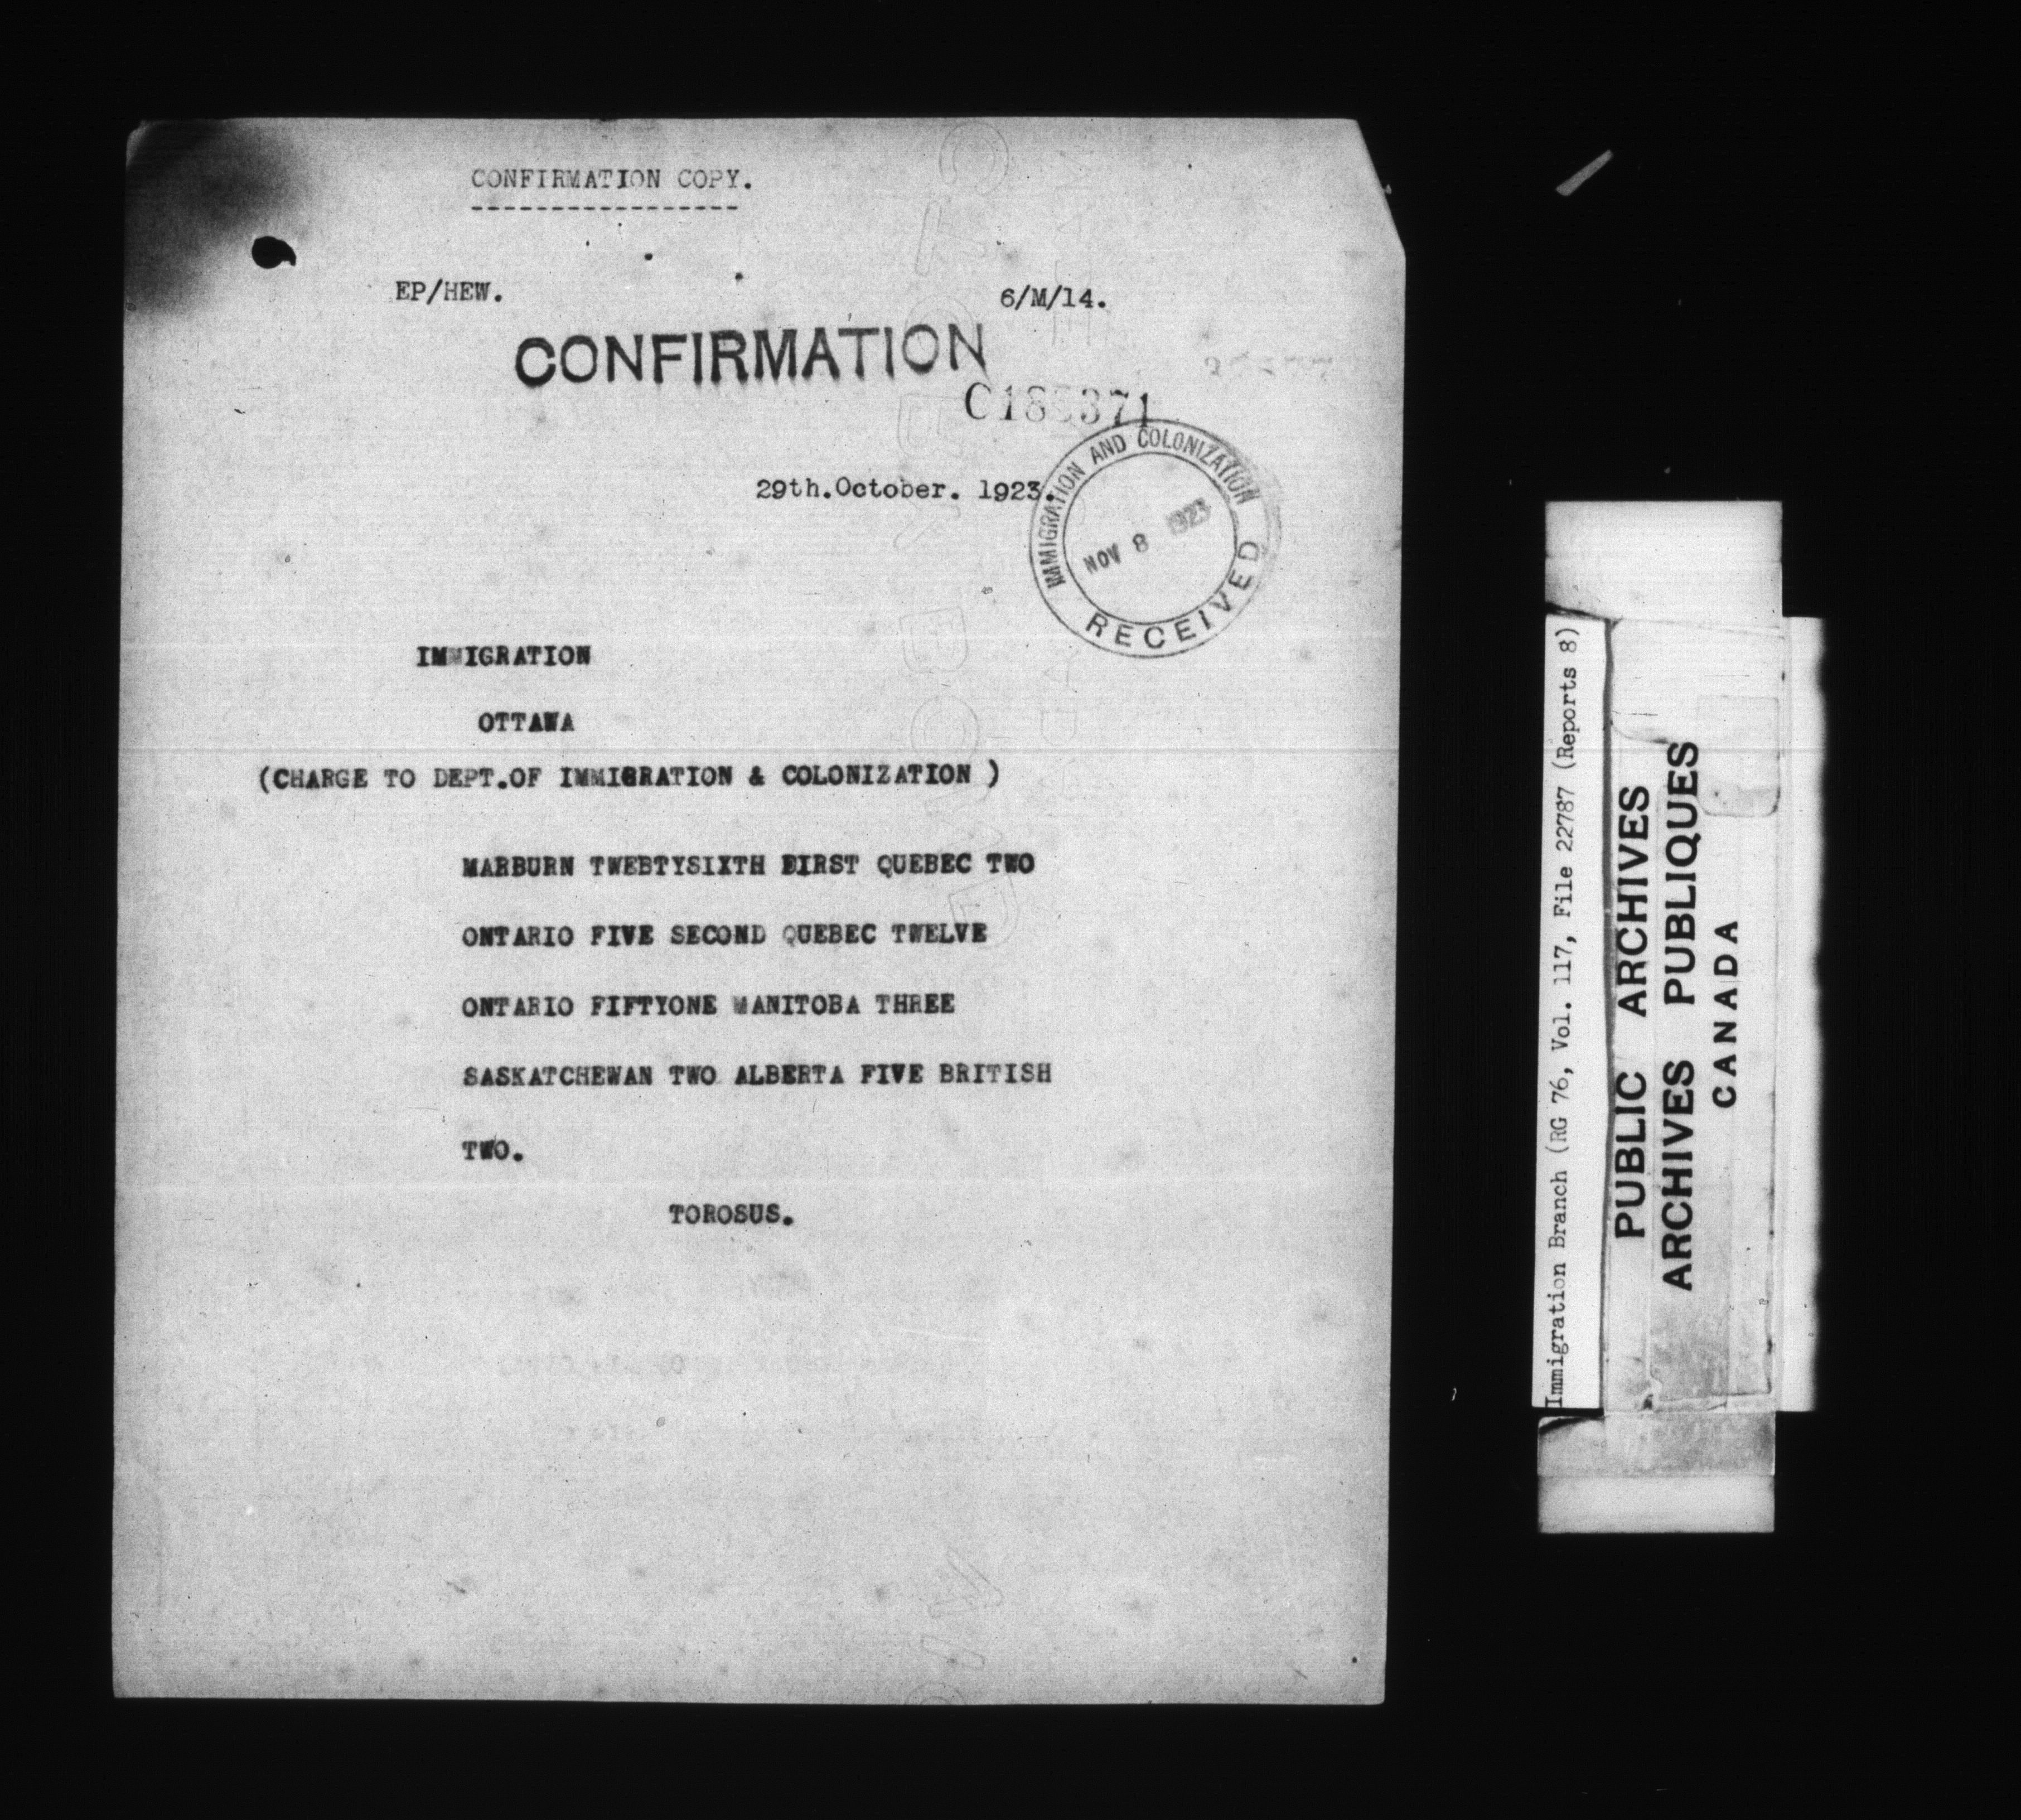 CONFIRMATION COPY.
EP/HEW.
6/M/14.
CONFIRMATION
29th.October. 1923.
IMMIGRATION AND COLONIZATION
NOV 8 1923
RECEIVED
IMMIGRATION
OTTAWA
(CHARGE TO DEPT.OF IMMIGRATION & COLONIZATION )
MARBURN TWEBTYSIXTH FIRST QUEBEC TWO
ONTARIO FIVE SECOND QUEBEC TWELVE
ONTARIO FIFTYONE MANITOBA THREE
SASKATCHEWAN TWO ALBERTA FIVE BRITISH
TWO.
TOROSUS.
Immigration Branch (RG 76, Vol. 117, File 22787 (Reports 8)
PUBLIC ARCHIVES
ARCHIVES PUBLIQUES
CANADA